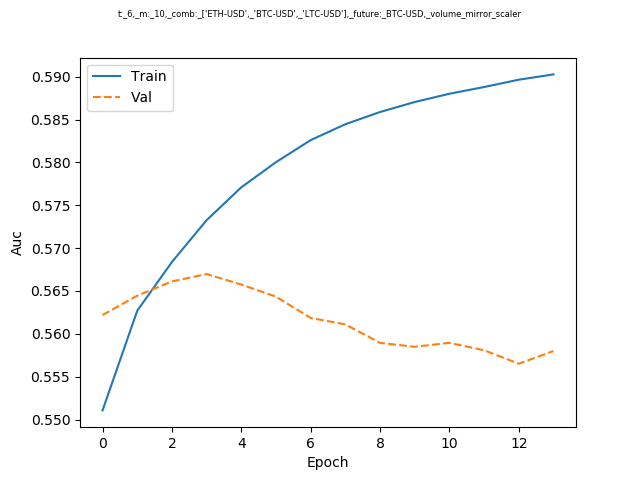 t:_6,_m:_10,_comb:_['ETH-USD',_'BTC-USD',_'LTC-USD'],_future:_BTC-USD,_volume_mirror_scaler
Train
Val
0.590
0.585
0.580
0.575
0.570
0.565
0.560
0.555
0.550
Auc
0 2 4 6 8 10 12
Epoch